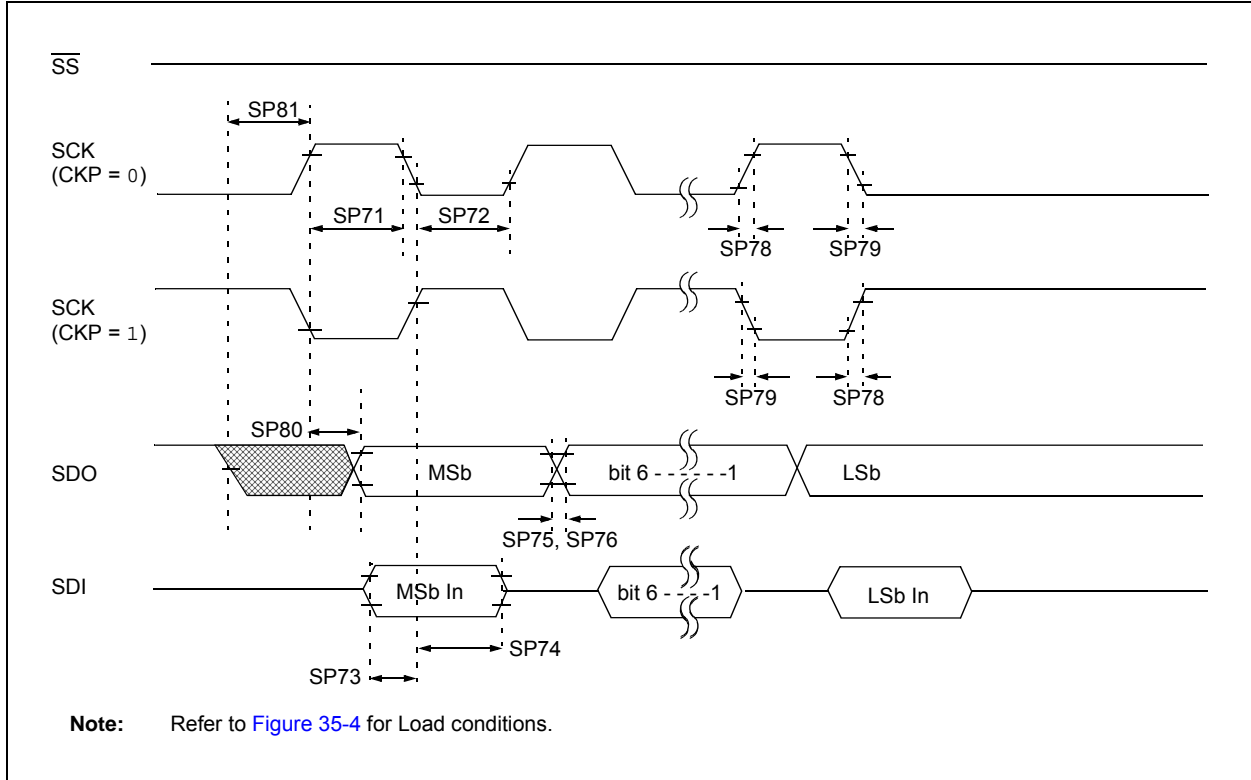 SS
SP81
SCK
(CKP = 0)
SP71
SP72
SP78
SP79
SCK
(CKP = 1)
SP79
SP78
SP80
SDO
MSb
bit 6 - - - - - -1
LSb
SP75, SP76
SDI
MSb In
bit 6 - - - -1
LSb In
SP74
SP73
Note: Refer to Figure 35-4 for Load conditions.